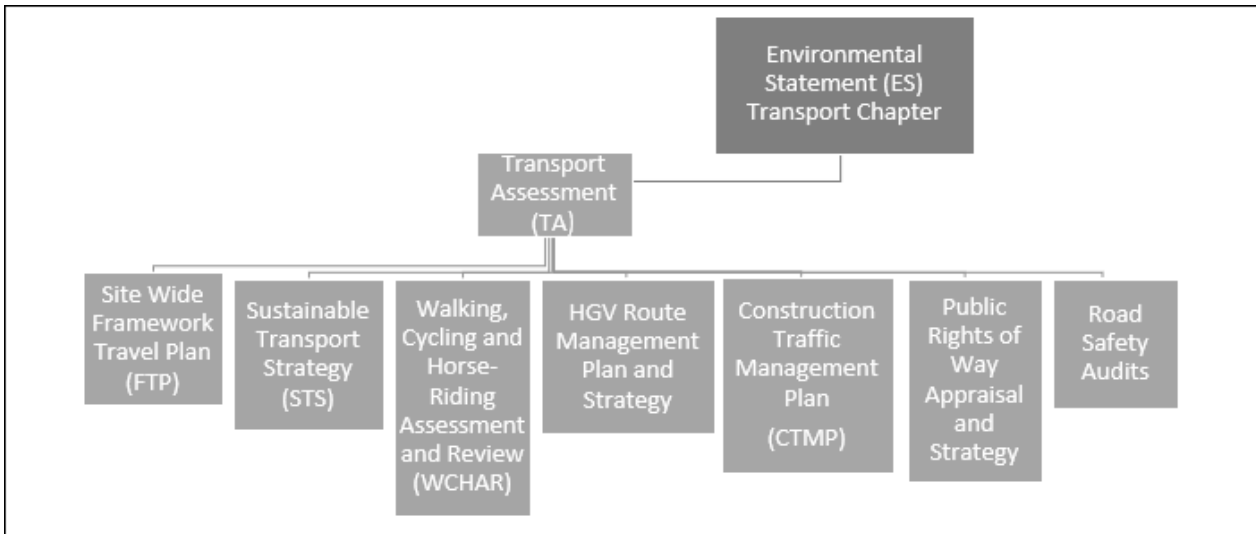 Environmental
Statement (ES)
Transport Chapter
Transport
Assessment
(TA)
Site Wide
Framework
Travel Plan
(FTP)
Sustainable
Transport
Strategy
(STS)
Walking,
Cycling and
Horse-
Riding
Assessment
and Review
(WCHAR)
HGV Route
Management
Plan and
Strategy
Construction
Traffic
Management
Plan
(CTMP)
Public
Rights of
Way
Appraisal
and
Strategy
Road
Safety
Audits